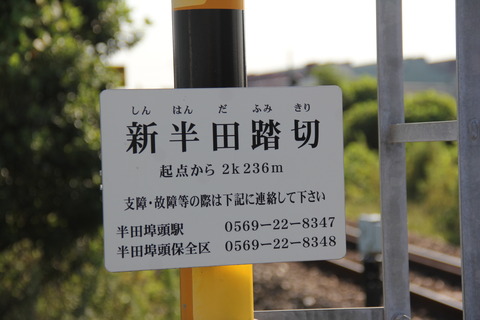 しん はん だ ふみ きり
新半田踏切
起点から 2k236m
支障・故障等の際は下記に連絡して下さい
半田埠頭駅 0569-22-8347
半田埠頭保全区 0569-22-8348